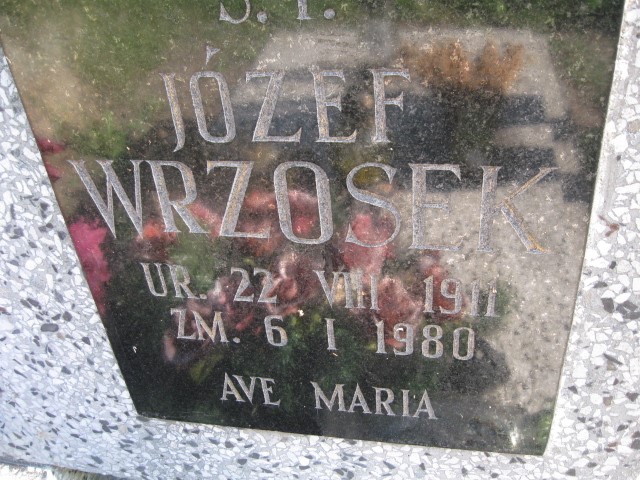 Ś. P.
JÓZEF
WRZOSEK
UR. 22 VIII 1911
ZM. 6 I 1980
AVE MARIA